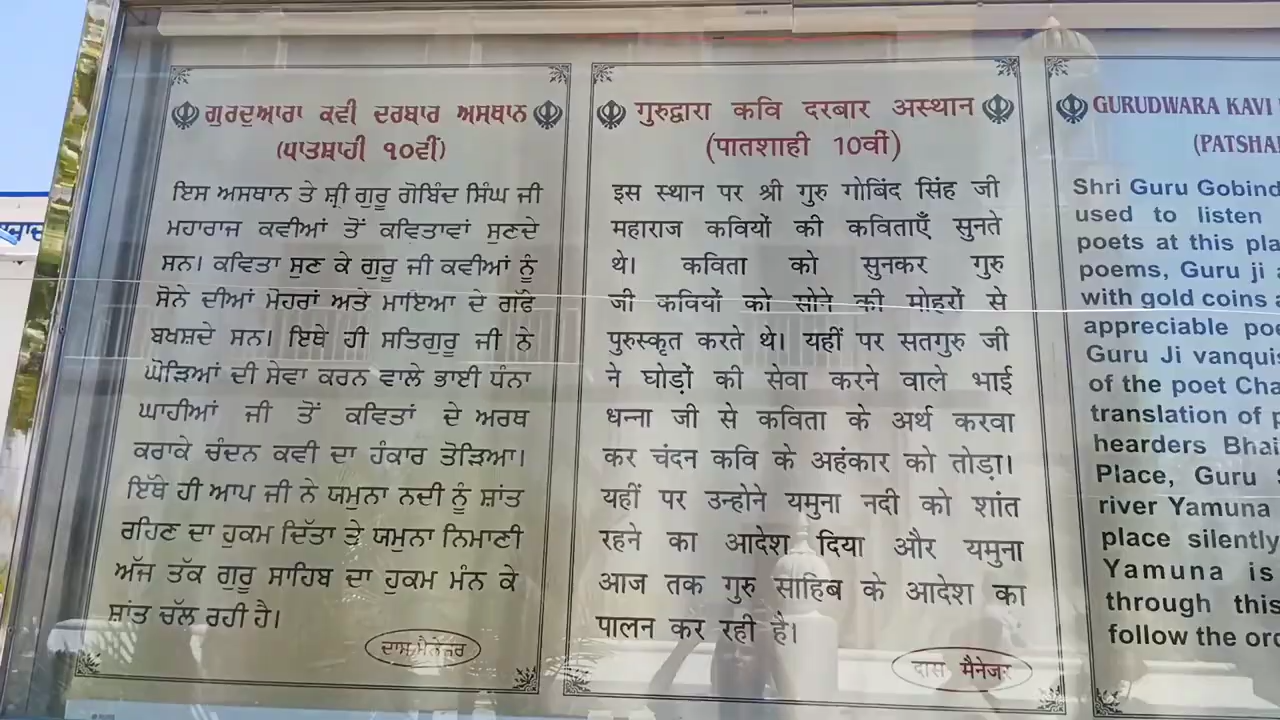 ਗੁਰਦੁਆਰਾ ਕਵੀ ਦਰਬਾਰ ਅਸਥਾਨ
(ਪਾਤਸ਼ਾਹੀ ੧੦ਵੀਂ)
ਇਸ ਅਸਥਾਨ ਤੇ ਸ਼੍ਰੀ ਗੁਰੂ ਗੋਬਿੰਦ ਸਿੰਘ ਜੀ
ਮਹਾਰਾਜ ਕਵੀਆਂ ਤੋਂ ਕਵਿਤਾਵਾਂ ਸੁਣਦੇ
ਸਨ। ਕਵਿਤਾ ਸੁਣ ਕੇ ਗੁਰੂ ਜੀ ਕਵੀਆਂ ਨੂੰ
ਸੋਨੇ ਦੀਆਂ ਮੋਹਰਾਂ ਅਤੇ ਮਾਇਆ ਦੇ ਗੱਫੇ
ਬਖਸ਼ਦੇ ਸਨ। ਇਥੇ ਹੀ ਸਤਿਗੁਰੂ ਜੀ ਨੇ
ਘੋੜਿਆਂ ਦੀ ਸੇਵਾ ਕਰਨ ਵਾਲੇ ਭਾਈ ਧੰਨਾ
ਘਾਹੀਆਂ ਜੀ ਤੋਂ ਕਵਿਤਾਂ ਦੇ ਅਰਥ
ਕਰਾਕੇ ਚੰਦਨ ਕਵੀ ਦਾ ਹੰਕਾਰ ਤੋੜਿਆ।
ਇੱਥੇ ਹੀ ਆਪ ਜੀ ਨੇ ਯਮੁਨਾ ਨਦੀ ਨੂੰ ਸ਼ਾਂਤ
ਰਹਿਣ ਦਾ ਹੁਕਮ ਦਿੱਤਾ ਤੇ ਯਮੁਨਾ ਨਿਮਾਣੀ
ਅੱਜ ਤੱਕ ਗੁਰੂ ਸਾਹਿਬ ਦਾ ਹੁਕਮ ਮੰਨ ਕੇ
ਸ਼ਾਂਤ ਚੱਲ ਰਹੀ ਹੈ।
ਦਾਸ ਮੈਨੇਜਰ
गुरुद्वारा कवि दरबार अस्थान
(पातशाही 10वीं)
इस स्थान पर श्री गुरु गोबिंद सिंह जी
महाराज कवियों की कविताएँ सुनते
थे। कविता को सुनकर गुरु
जी कवियों को सोने की मोहरों से
पुरुस्कृत करते थे। यहीं पर सतगुरु जी
ने घोड़ों की सेवा करने वाले भाई
धन्ना जी से कविता के अर्थ करवा
कर चंदन कवि के अहंकार को तोड़ा।
यहीं पर उन्होने यमुना नदी को शांत
रहने का आदेश दिया और यमुना
आज तक गुरु साहिब के आदेश का
पालन कर रही है।
दास मैनेजर
GURUDWARA KAVI
(PATSHA
Shri Guru Gobind
used to listen
poets at this pla
poems, Guru ji
with gold coins
appreciable poe
Guru Ji vanquis
of the poet Cha
translation of
hearders Bhai
Place, Guru
river Yamuna
place silently
Yamuna is
through this
follow the ord